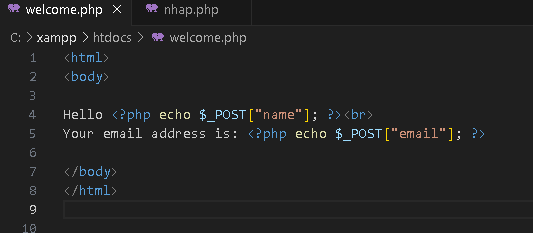 welcome.php × nhap.php
C: > xampp > htdocs > welcome.php
1 <html>
2 <body>
3
4 Hello <?php echo $_POST["name"]; ?><br>
5 Your email address is: <?php echo $_POST["email"]; ?>
6
7 </body>
8 </html>
9
10